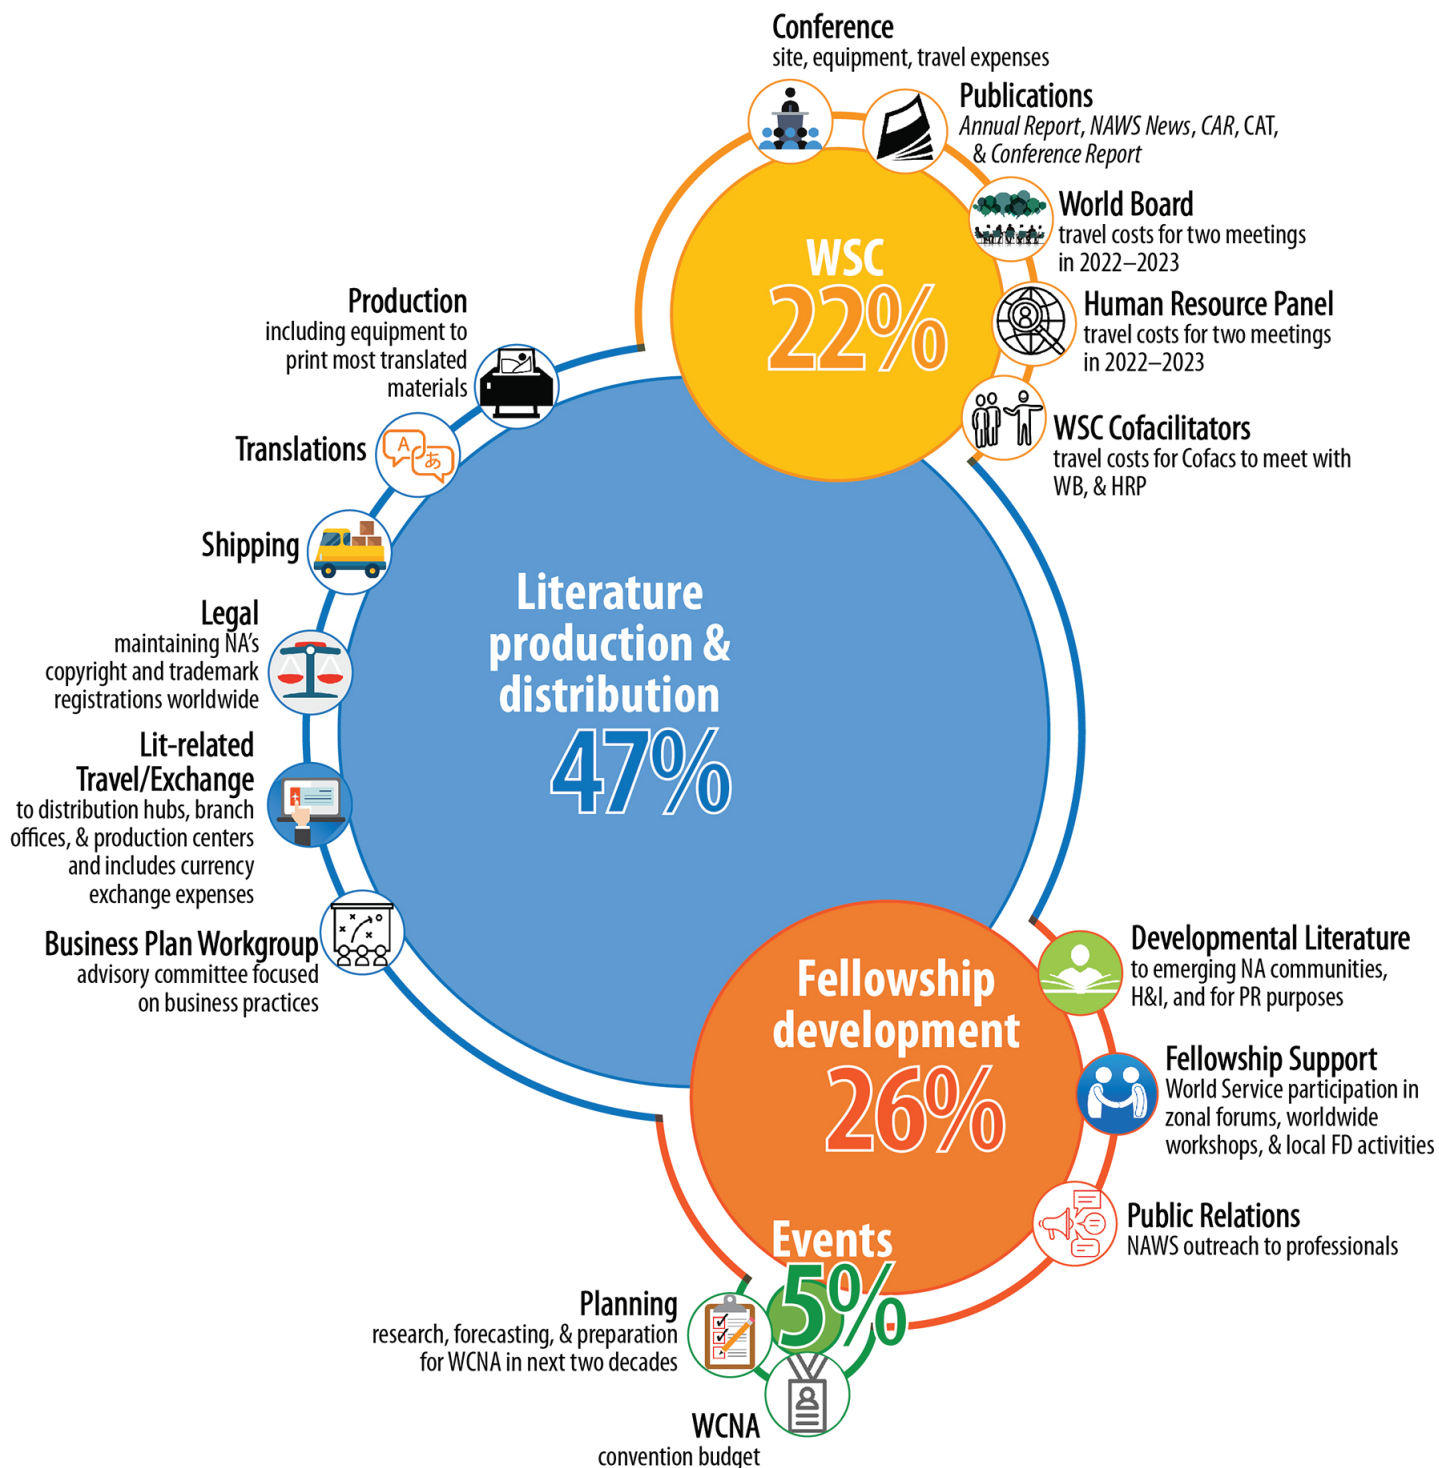 Conference
site, equipment, travel expenses
Publications
Annual Report, NAWS News, CAR, CAT,
& Conference Report
World Board
travel costs for two meetings
in 2022–2023
Human Resource Panel
travel costs for two meetings
in 2022–2023
WSC Cofacilitators
travel costs for Cofacs to meet with
WB, & HRP
WSC
22%
Production
including equipment to
print most translated
materials
Translations
A
あ
Shipping
Legal
maintaining NA’s
copyright and trademark
registrations worldwide
Lit-related
Travel/Exchange
to distribution hubs, branch
offices, & production centers
and includes currency
exchange expenses
Business Plan Workgroup
advisory committee focused
on business practices
Literature
production &
distribution
47%
Fellowship
development
26%
Developmental Literature
to emerging NA communities,
H&I, and for PR purposes
Fellowship Support
World Service participation in
zonal forums, worldwide
workshops, & local FD activities
Public Relations
NAWS outreach to professionals
Events
5%
Planning
research, forecasting, & preparation
for WCNA in next two decades
WCNA
convention budget